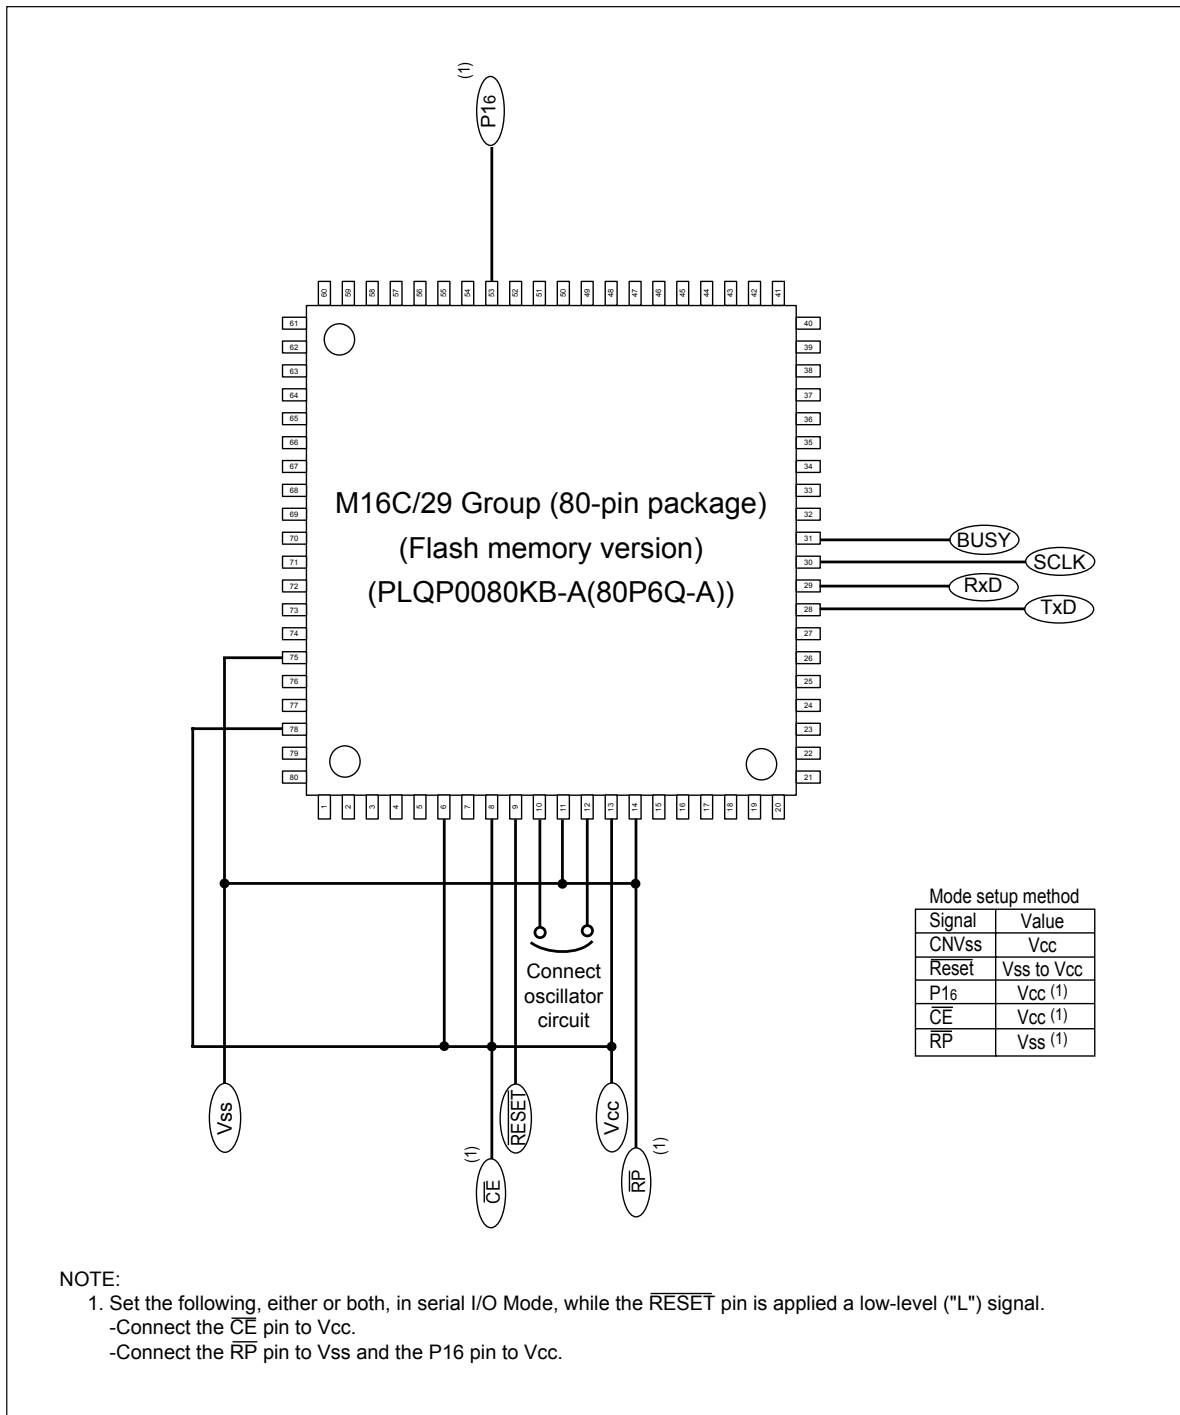 (1)
P16
60 59 58 57 56 55 54 53 52 51 50 49 48 47 46 45 44 43 42 41
61
62
63
64
65
66
67
68
69
70
71
72
73
74
75
76
77
78
79
80
40
39
38
37
36
35
34
33
32
31
30
29
28
27
26
25
24
23
22
21
M16C/29 Group (80-pin package)
(Flash memory version)
(PLQP0080KB-A(80P6Q-A))
BUSY
SCLK
RxD
TxD
1 2 3 4 5 6 7 8 9 10 11 12 13 14 15 16 17 18 19 20
Connect
oscillator
circuit
Vss
RESET
Vcc
(1)
CE
(1)
RP
Mode setup method
Signal Value
CNVss Vcc
Reset Vss to Vcc
P16 Vcc (1)
CE Vcc (1)
RP Vss (1)
NOTE:
1. Set the following, either or both, in serial I/O Mode, while the RESET pin is applied a low-level ("L") signal.
-Connect the CE pin to Vcc.
-Connect the RP pin to Vss and the P16 pin to Vcc.